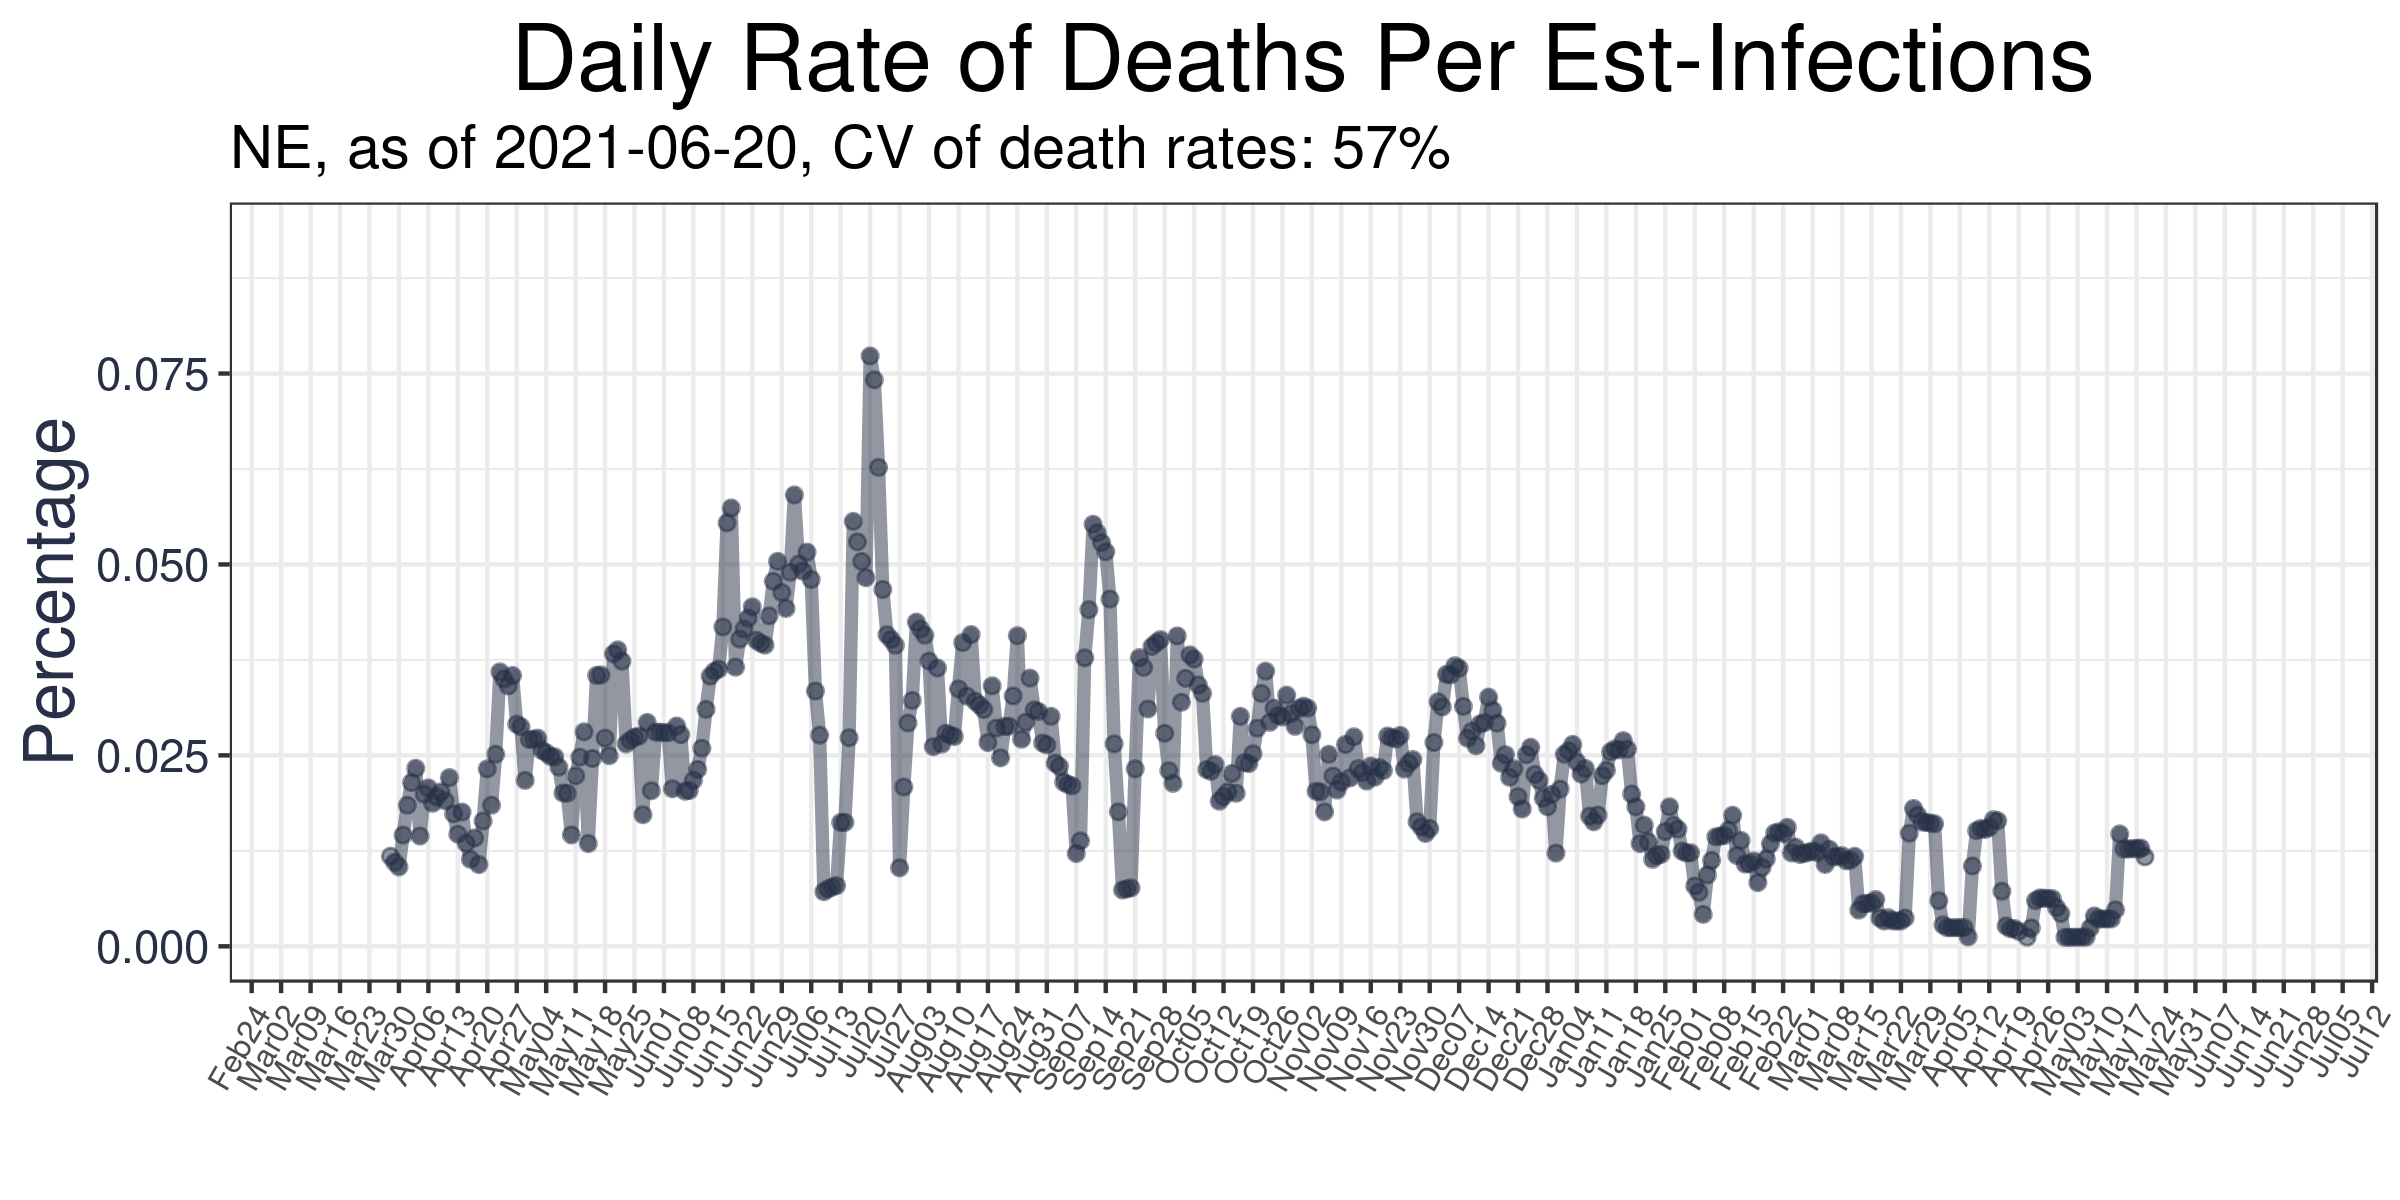 Daily Rate of Deaths Per Est-Infections
NE, as of 2021-06-20, CV of death rates: 57%
Percentage
0.075
0.050
0.025
0.000
Feb24
Mar02
Mar09
Mar16
Mar23
Mar30
Apr06
Apr13
Apr20
Apr27
May04
May11
May18
May25
Jun01
Jun08
Jun15
Jun22
Jun29
Jul06
Jul13
Jul20
Jul27
Aug03
Aug10
Aug17
Aug24
Aug31
Sep07
Sep14
Sep21
Sep28
Oct05
Oct12
Oct19
Oct26
Nov02
Nov09
Nov16
Nov23
Nov30
Dec07
Dec14
Dec21
Dec28
Jan04
Jan11
Jan18
Jan25
Feb01
Feb08
Feb15
Feb22
Mar01
Mar08
Mar15
Mar22
Mar29
Apr05
Apr12
Apr19
Apr26
May03
May10
May17
May24
May31
Jun07
Jun14
Jun21
Jun28
Jul05
Jul12